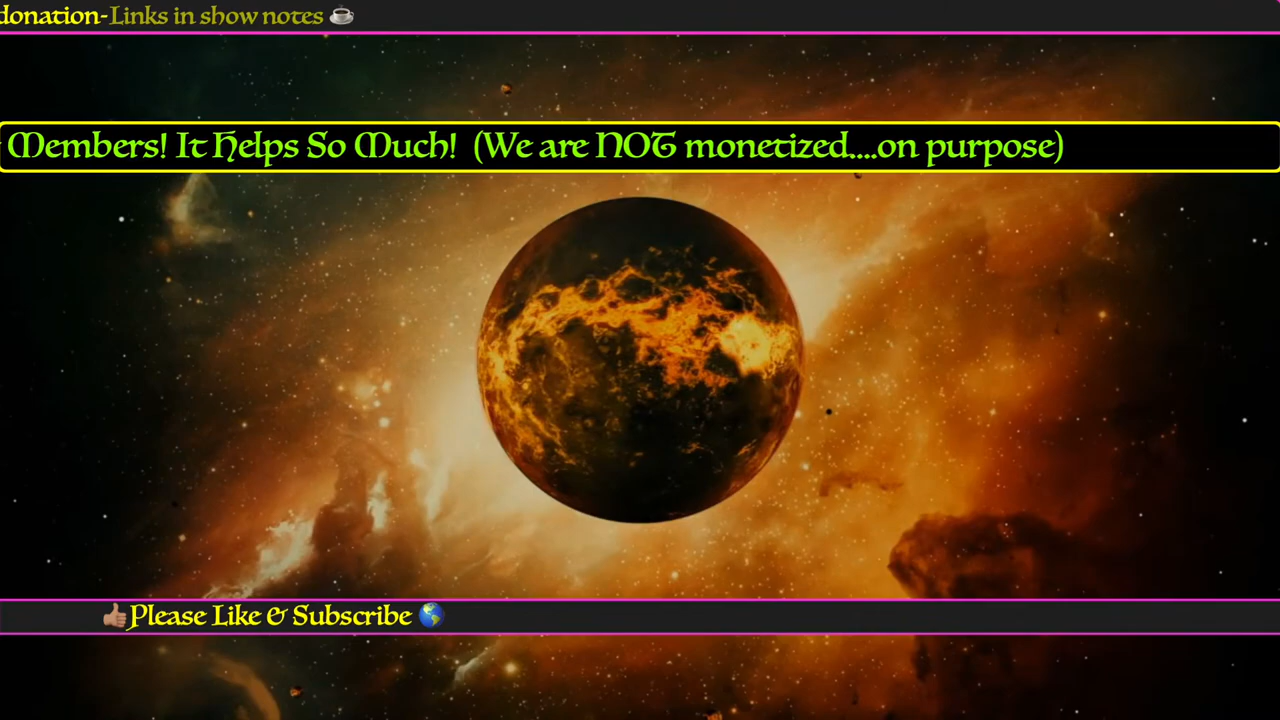 donation-Links in show notes ☕
Members! It Helps So Much! (We are NOT monetized....on purpose)
👍🏽Please Like & Subscribe 🌎